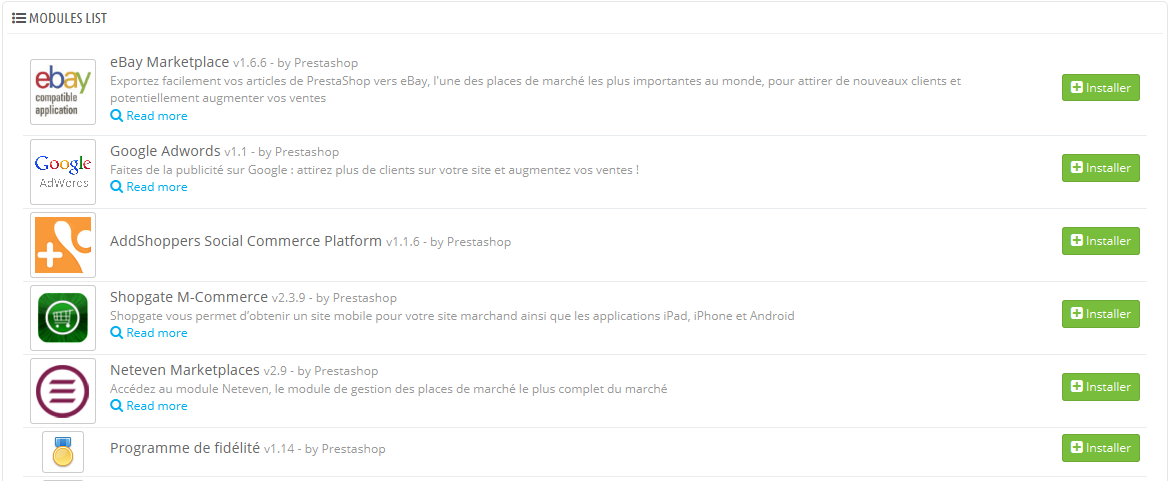 MODULES LIST
ebay
compatible
application
eBay Marketplace v1.6.6 - by Prestashop
Exportez facilement vos articles de PrestaShop vers eBay, l'une des places de marché les plus importantes au monde, pour attirer de nouveaux clients et
potentiellement augmenter vos ventes
Read more
Installer
Google
AdWords
Google Adwords v1.1 - by Prestashop
Faites de la publicité sur Google : attirez plus de clients sur votre site et augmentez vos ventes !
Read more
Installer
AddShoppers Social Commerce Platform v1.1.6 - by Prestashop
Installer
Shopgate M-Commerce v2.3.9 - by Prestashop
Shopgate vous permet d’obtenir un site mobile pour votre site marchand ainsi que les applications iPad, iPhone et Android
Read more
Installer
Neteven Marketplaces v2.9 - by Prestashop
Accédez au module Neteven, le module de gestion des places de marché le plus complet du marché
Read more
Installer
Programme de fidélité v1.14 - by Prestashop
Installer